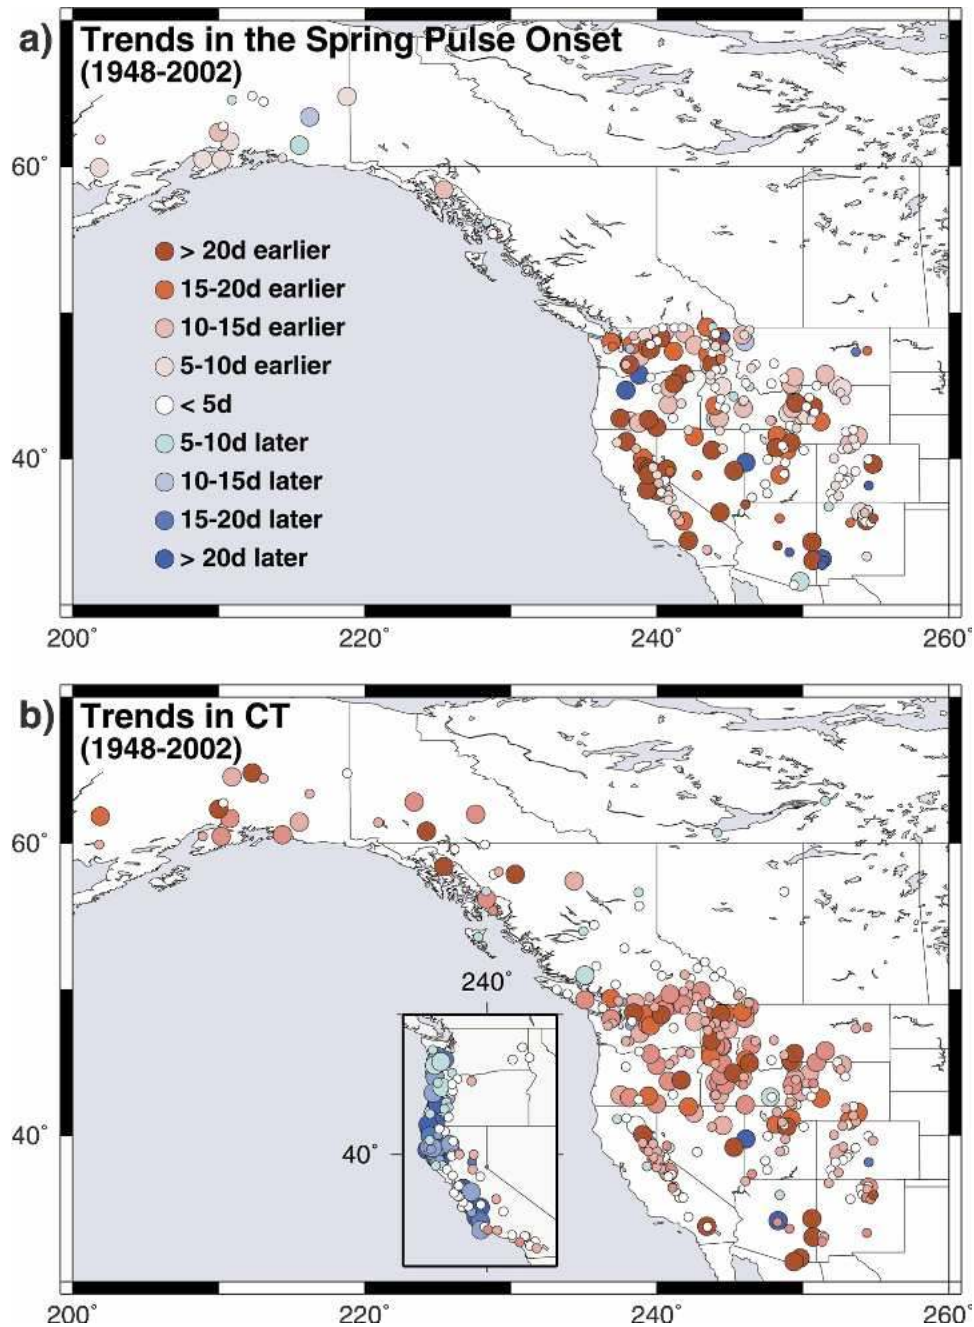 a) Trends in the Spring Pulse Onset
(1948-2002)
60°
> 20d earlier
15-20d earlier
10-15d earlier
5-10d earlier
< 5d
5-10d later
10-15d later
15-20d later
> 20d later
40°
200° 220° 240° 260°
b) Trends in CT
(1948-2002)
60°
240°
40°
40°
200° 220° 240° 260°